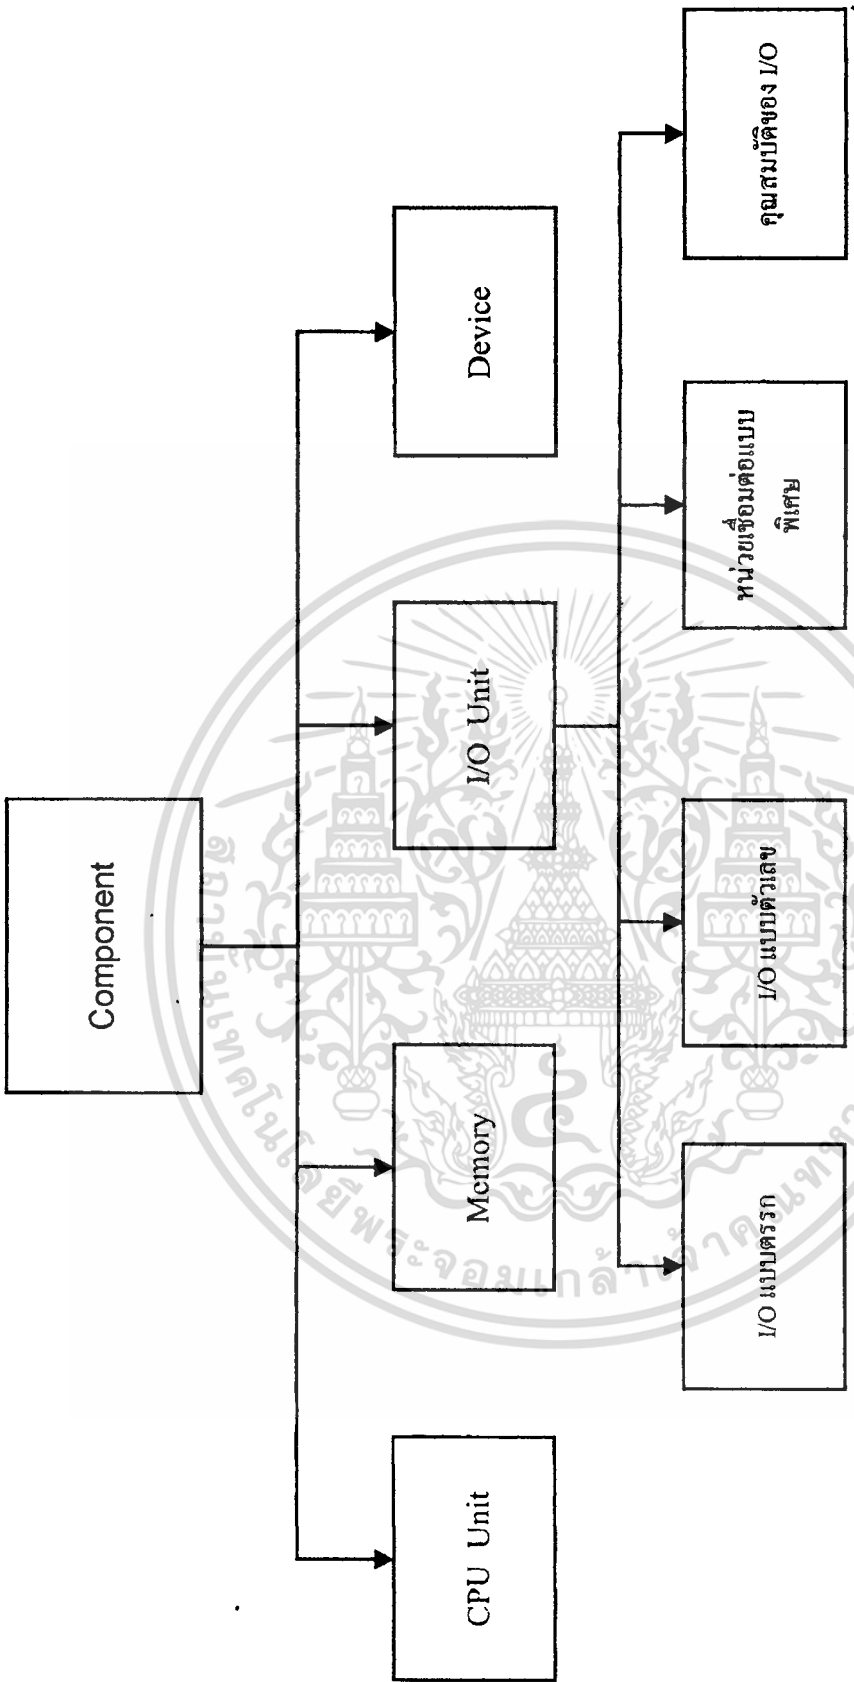 Component
CPU Unit
Memory
I/O Unit
Device
I/O แบบตรรก
I/O แบบตัวเลข
หน่วยเชื่อมต่อแบบ
พิเศษ
คุณสมบัติของ I/O